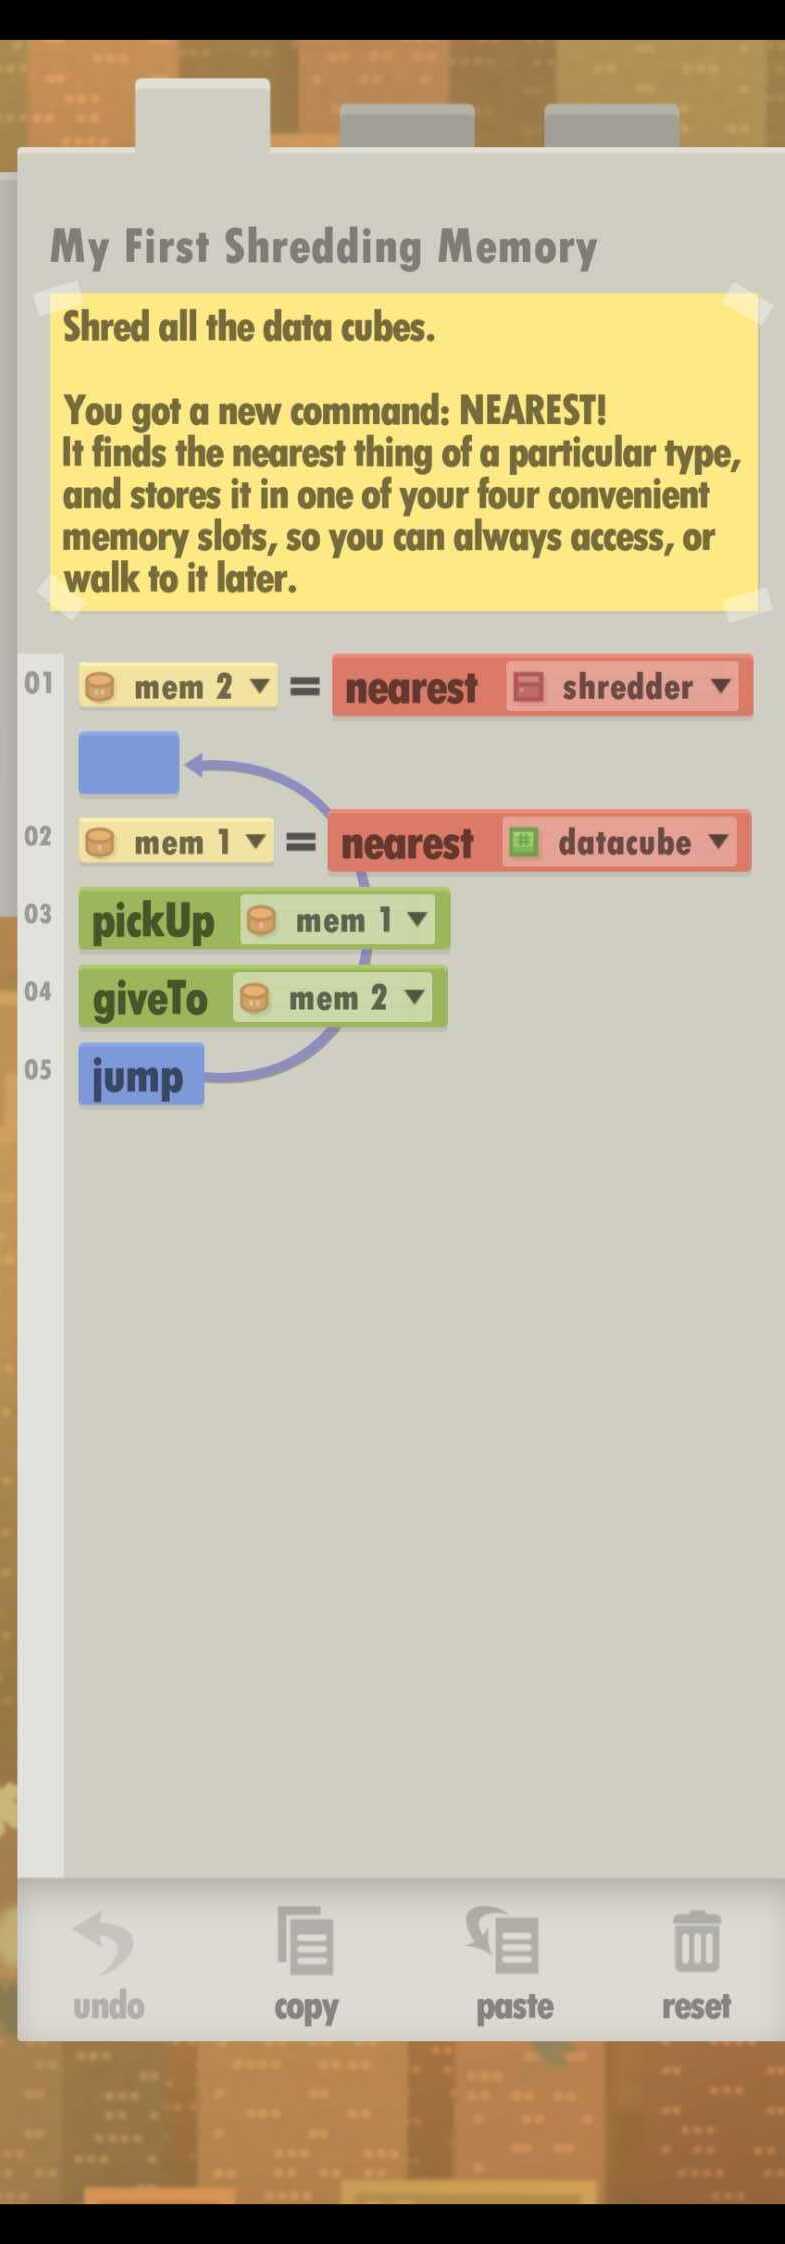 My First Shredding Memory
Shred all the data cubes.
You got a new command: NEAREST!
It finds the nearest thing of a particular type,
and stores it in one of your four convenient
memory slots, so you can always access, or
walk to it later.
01 mem 2 = nearest shredder
02 mem 1 = nearest datacube
03 pickUp mem 1
04 giveTo mem 2
05 jump
undo copy paste reset